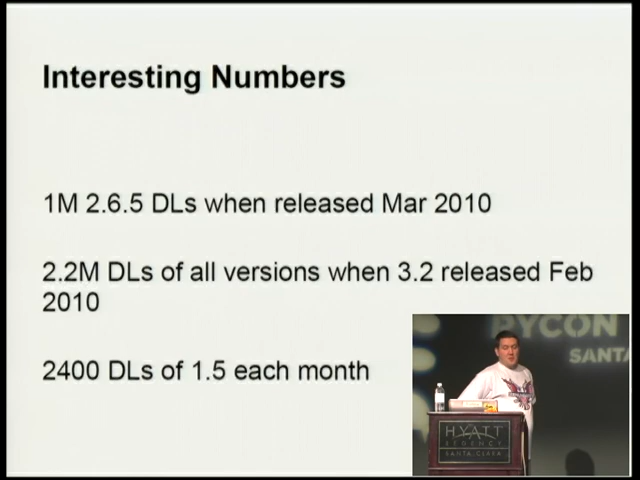 Interesting Numbers
1M 2.6.5 DLs when released Mar 2010
2.2M DLs of all versions when 3.2 released Feb
2010
2400 DLs of 1.5 each month
PYCON
SANTA
HYATT
REGENCY
SANTA CLARA